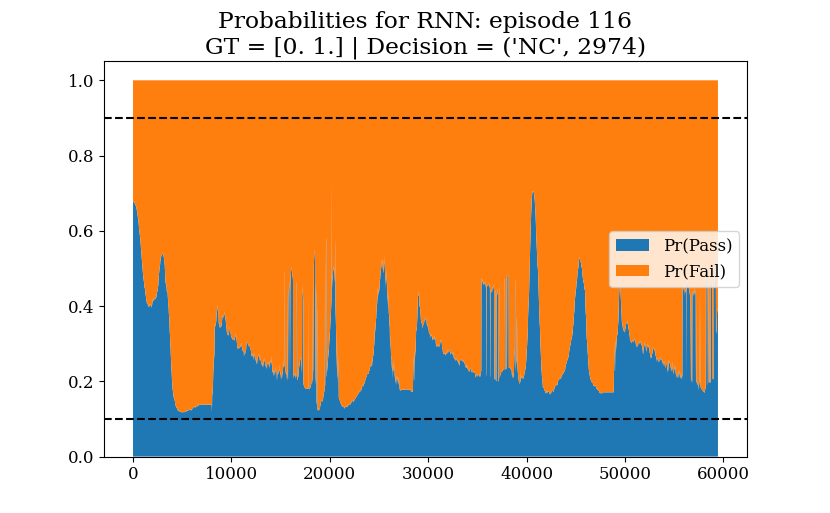 Probabilities for RNN: episode 116
GT = [0. 1.] | Decision = ('NC', 2974)
1.0
0.8
0.6
0.4
0.2
0.0
Pr(Pass)
Pr(Fail)
0 10000 20000 30000 40000 50000 60000